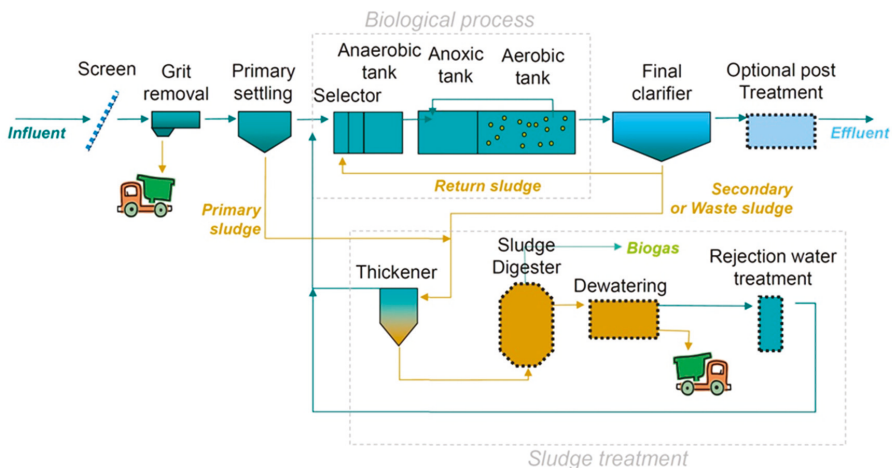 Biological process
Screen
Grit
removal
Primary
settling
Anaerobic
tank
Selector
Anoxic
tank
Aerobic
tank
Final
clarifier
Optional post
Treatment
Influent
Effluent
Return sludge
Primary
sludge
Secondary
or Waste sludge
Thickener
Sludge
Digester
Biogas
Dewatering
Rejection water
treatment
Sludge treatment